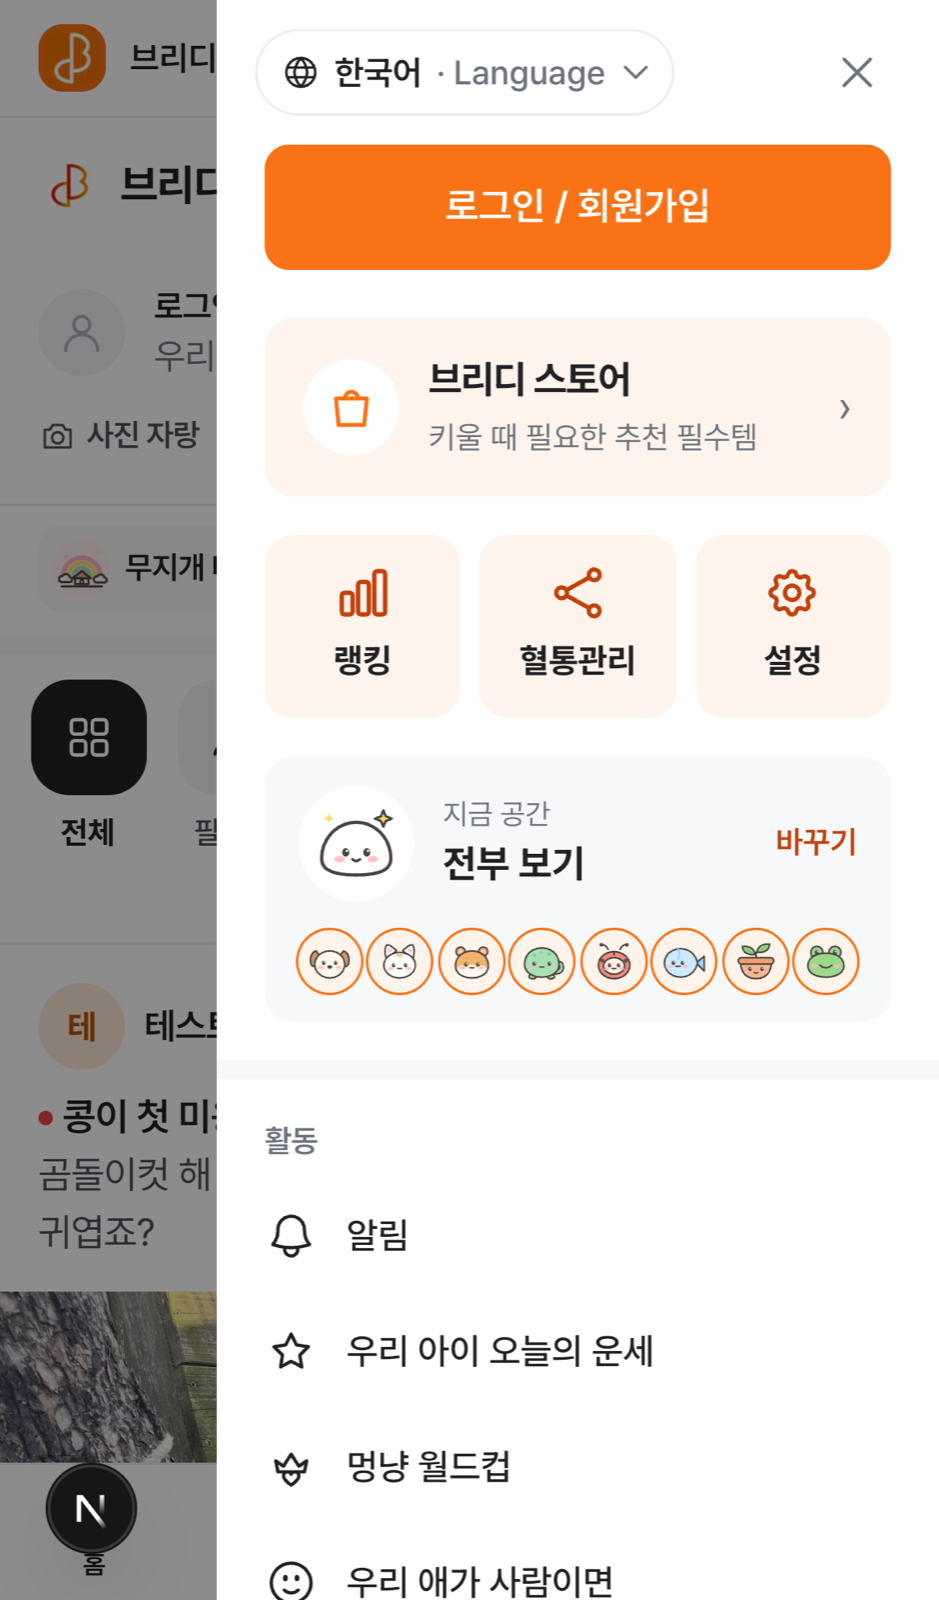 브리디
한국어 · Language
로그인 / 회원가입
브리디
로그인
우리
사진 자랑
브리디 스토어
키울 때 필요한 추천 필수템
무지개
랭킹
혈통관리
설정
전체
필
지금 공간
전부 보기
바꾸기
테
테스트
콩이 첫 미용
곰돌이컷 해
귀엽죠?
활동
알림
우리 아이 오늘의 운세
멍냥 월드컵
우리 애가 사람이면
N
홈